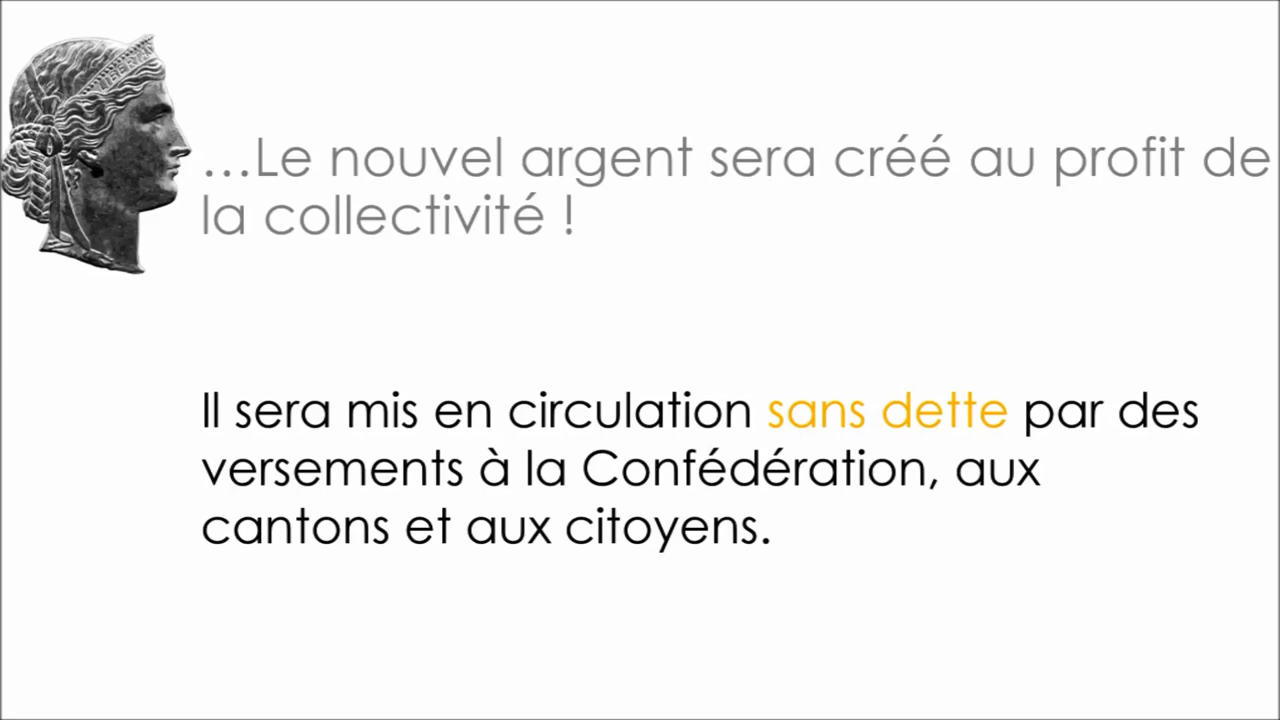 LIBERTAS
…Le nouvel argent sera créé au profit de
la collectivité !
Il sera mis en circulation sans dette par des
versements à la Confédération, aux
cantons et aux citoyens.